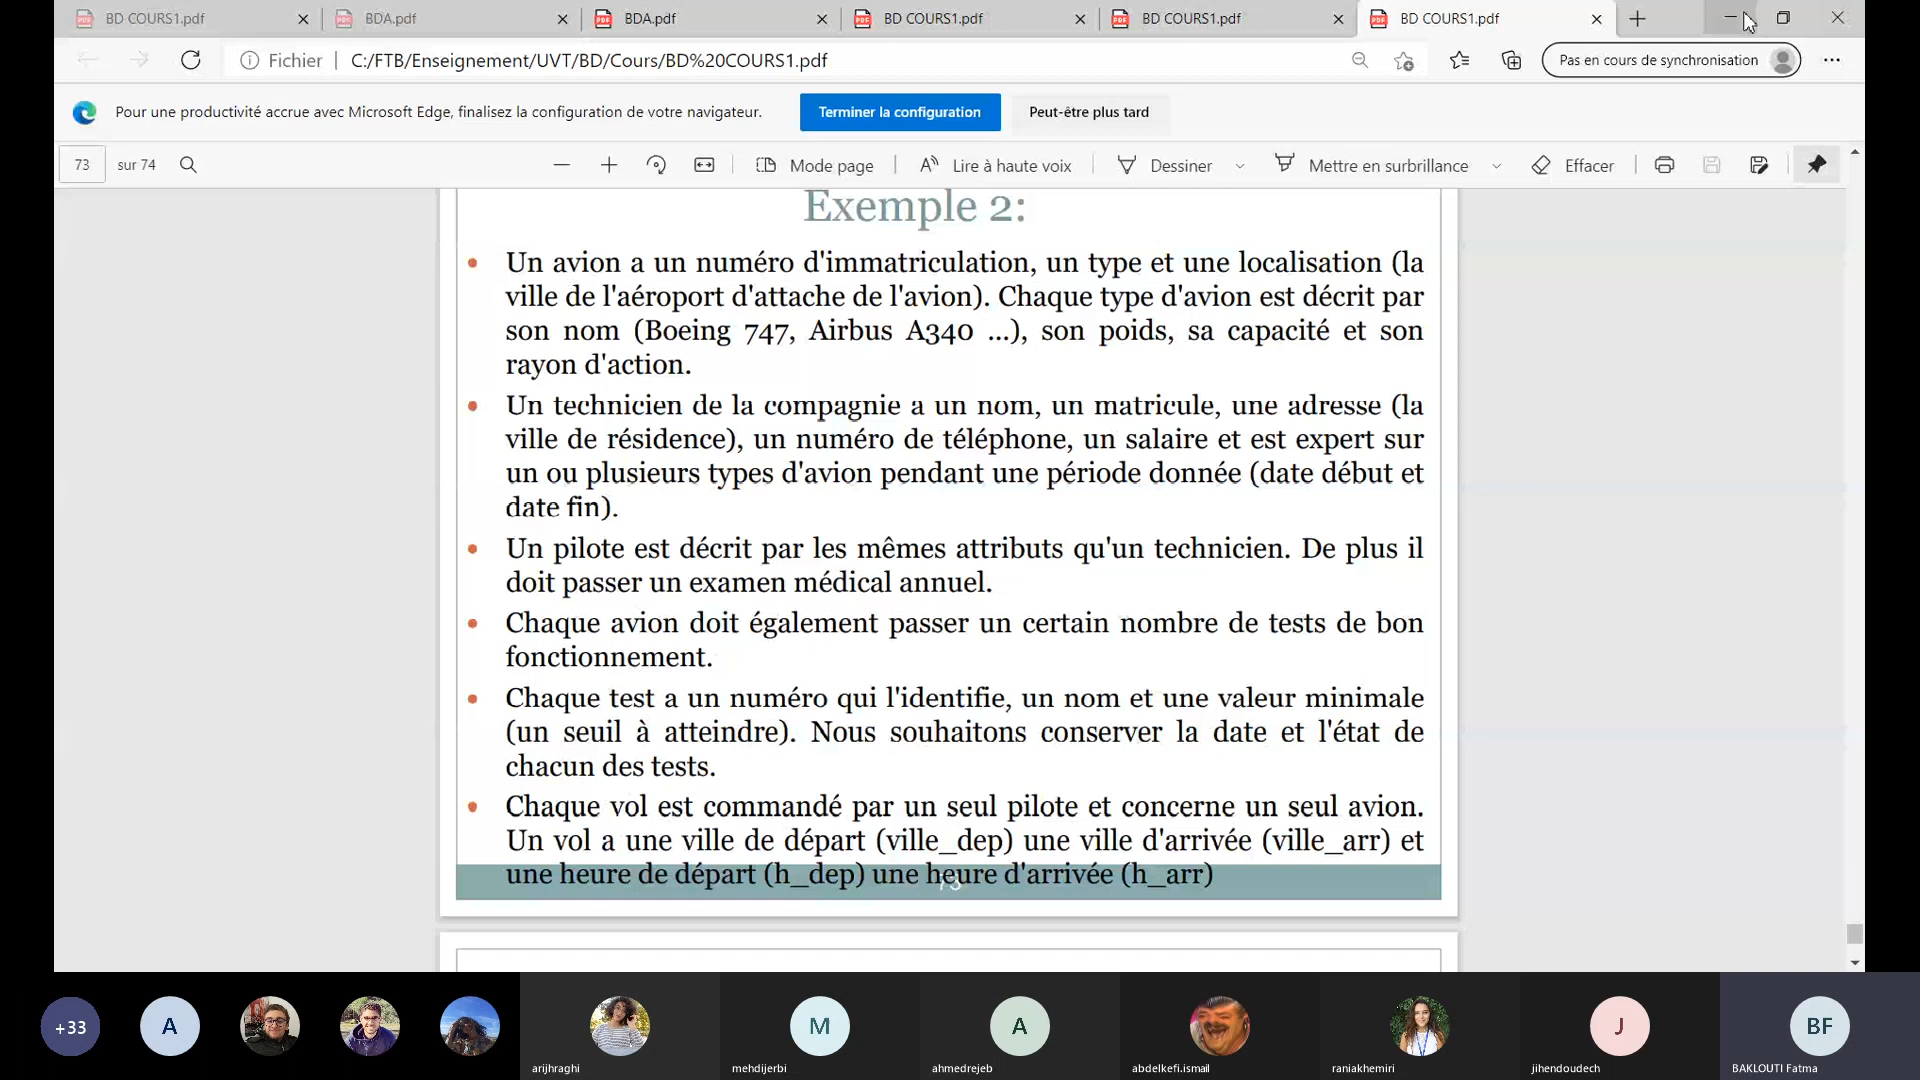 BD COURS1.pdf
BDA.pdf
BDA.pdf
BD COURS1.pdf
BD COURS1.pdf
BD COURS1.pdf
Fichier
C:/FTB/Enseignement/UVT/BD/Cours/BD%20COURS1.pdf
Pas en cours de synchronisation
Pour une productivité accrue avec Microsoft Edge, finalisez la configuration de votre navigateur.
Terminer la configuration
Peut-être plus tard
73 sur 74
Mode page
Lire à haute voix
Dessiner
Mettre en surbrillance
Effacer
Exemple 2:
• Un avion a un numéro d'immatriculation, un type et une localisation (la
ville de l'aéroport d'attache de l'avion). Chaque type d'avion est décrit par
son nom (Boeing 747, Airbus A340 ...), son poids, sa capacité et son
rayon d'action.
• Un technicien de la compagnie a un nom, un matricule, une adresse (la
ville de résidence), un numéro de téléphone, un salaire et est expert sur
un ou plusieurs types d'avion pendant une période donnée (date début et
date fin).
• Un pilote est décrit par les mêmes attributs qu'un technicien. De plus il
doit passer un examen médical annuel.
• Chaque avion doit également passer un certain nombre de tests de bon
fonctionnement.
• Chaque test a un numéro qui l'identifie, un nom et une valeur minimale
(un seuil à atteindre). Nous souhaitons conserver la date et l'état de
chacun des tests.
• Chaque vol est commandé par un seul pilote et concerne un seul avion.
Un vol a une ville de départ (ville_dep) une ville d'arrivée (ville_arr) et
une heure de départ (h_dep) une heure d'arrivée (h_arr)
73
+33
A
M
A
J
BF
arijhraghi
mehdijerbi
ahmedrejeb
abdelkefi.ismail
raniakhemiri
jihendoudech
BAKLOUTI Fatma